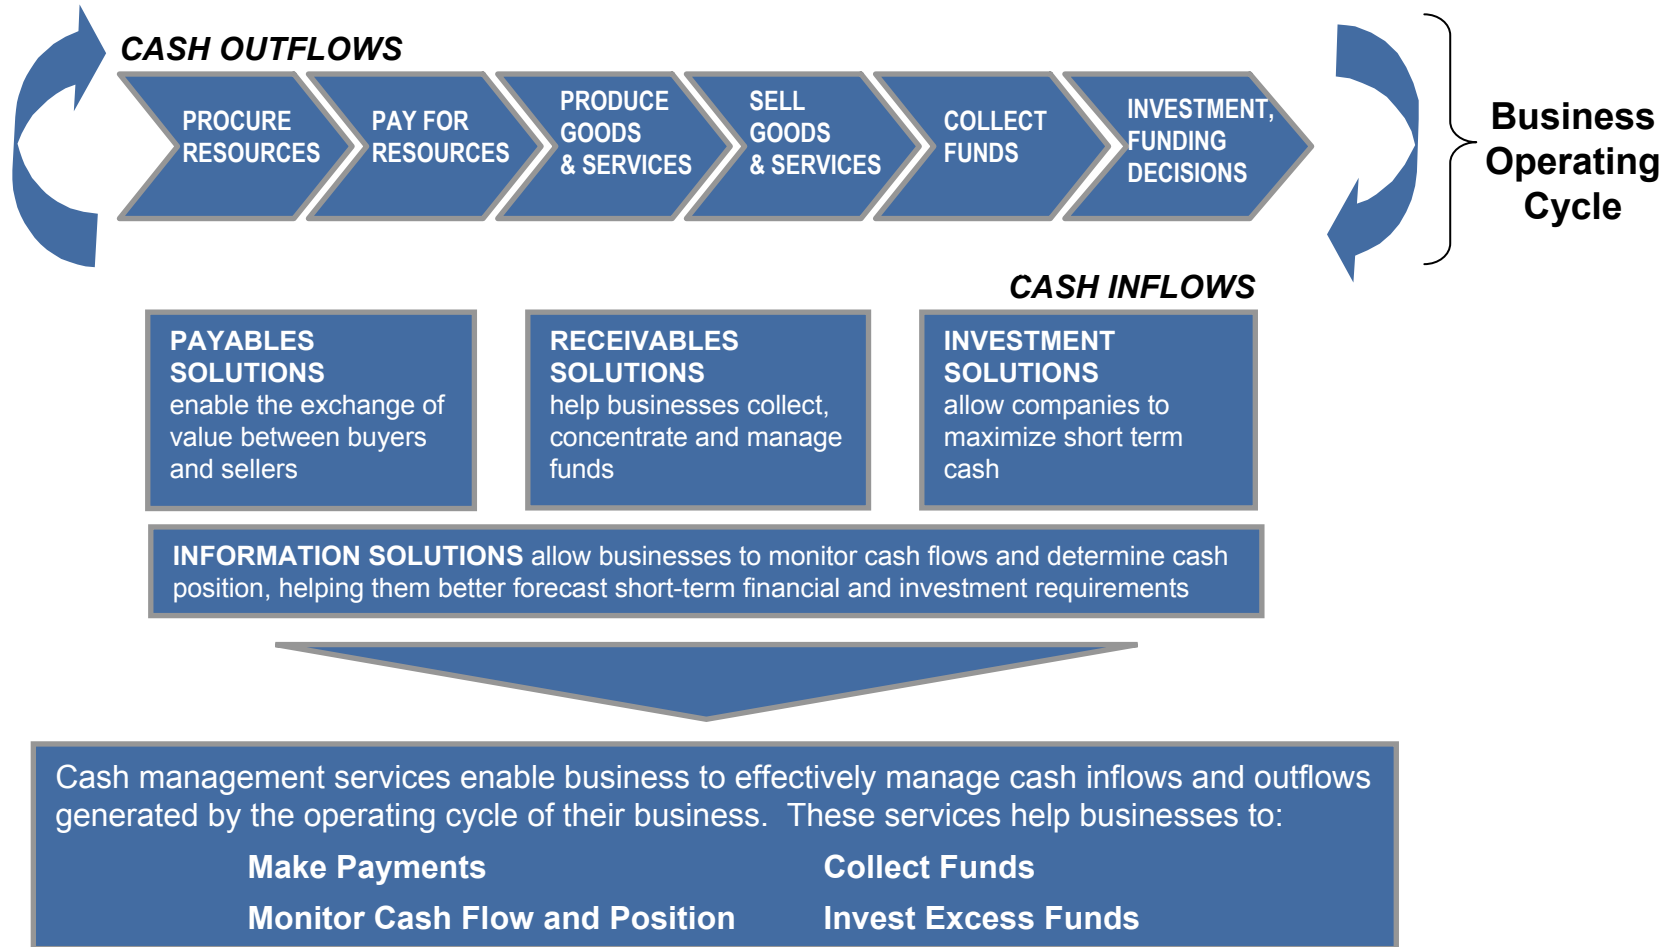 CASH OUTFLOWS
PROCURE
RESOURCES
PAY FOR
RESOURCES
PRODUCE
GOODS
& SERVICES
SELL
GOODS
& SERVICES
COLLECT
FUNDS
INVESTMENT,
FUNDING
DECISIONS
Business
Operating
Cycle
CASH INFLOWS
PAYABLES
SOLUTIONS
enable the exchange of
value between buyers
and sellers
RECEIVABLES
SOLUTIONS
help businesses collect,
concentrate and manage
funds
INVESTMENT
SOLUTIONS
allow companies to
maximize short term
cash
INFORMATION SOLUTIONS allow businesses to monitor cash flows and determine cash
position, helping them better forecast short-term financial and investment requirements
Cash management services enable business to effectively manage cash inflows and outflows
generated by the operating cycle of their business.  These services help businesses to:
Make Payments
Collect Funds
Monitor Cash Flow and Position
Invest Excess Funds